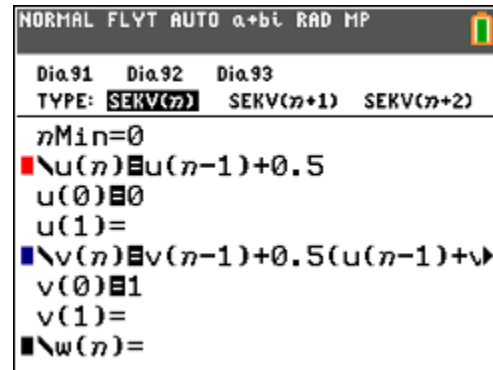 NORMAL FLYT AUTO a+bi RAD MP
Dia.91 Dia.92 Dia.93
TYPE: SEKV(n) SEKV(n+1) SEKV(n+2)
nMin=0
\u(n)=u(n-1)+0.5
u(0)=0
u(1)=
\v(n)=v(n-1)+0.5(u(n-1)+v
v(0)=1
v(1)=
\w(n)=